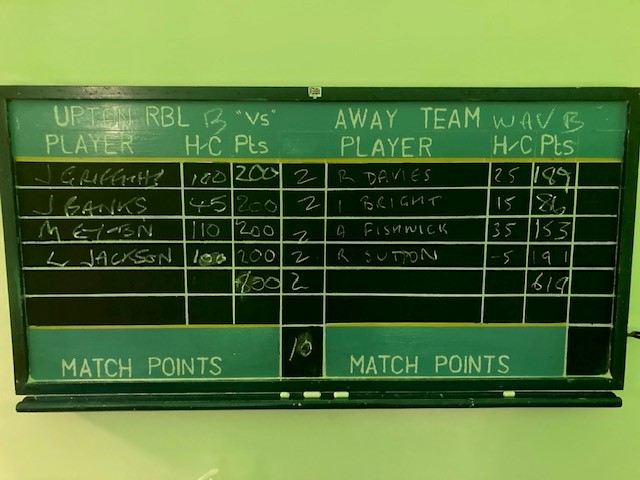 UPTON RBL B "Vs" AWAY TEAM WAV B
PLAYER H/C Pts PLAYER H/C Pts
J GRIFFITHS 100 200 2 R DAVIES 25 189
J BANKS 45 200 2 I BRIGHT 15 86
M EYTON 110 200 2 A FISHWICK 35 153
L JACKSON 100 200 2 R SUTTON -5 191
800 2 619
10
MATCH POINTS MATCH POINTS